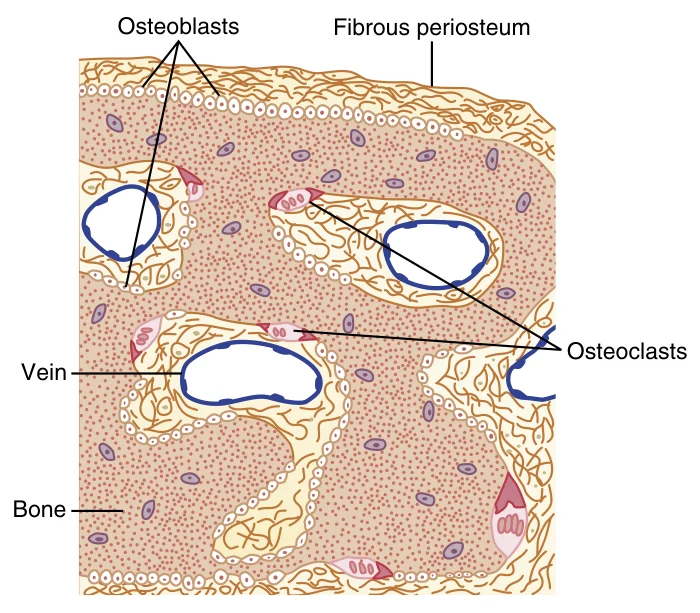 Osteoblasts
Fibrous periosteum
Osteoclasts
Vein
Bone